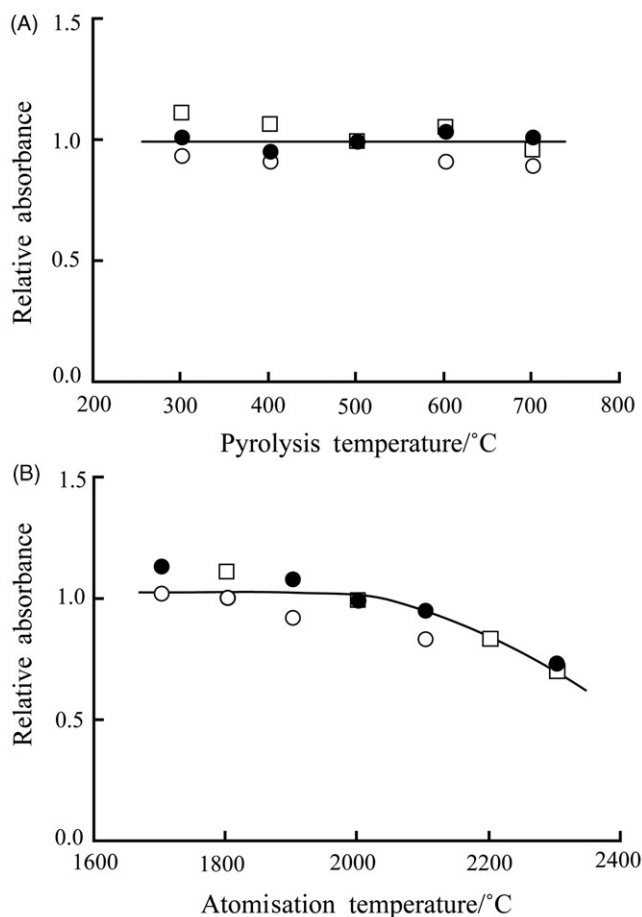 (A)
1.5
1.0
0.5
0.0
Relative absorbance
200 300 400 500 600 700 800
Pyrolysis temperature/˚C
(B)
1.5
1.0
0.5
0.0
Relative absorbance
1600 1800 2000 2200 2400
Atomisation temperature/˚C